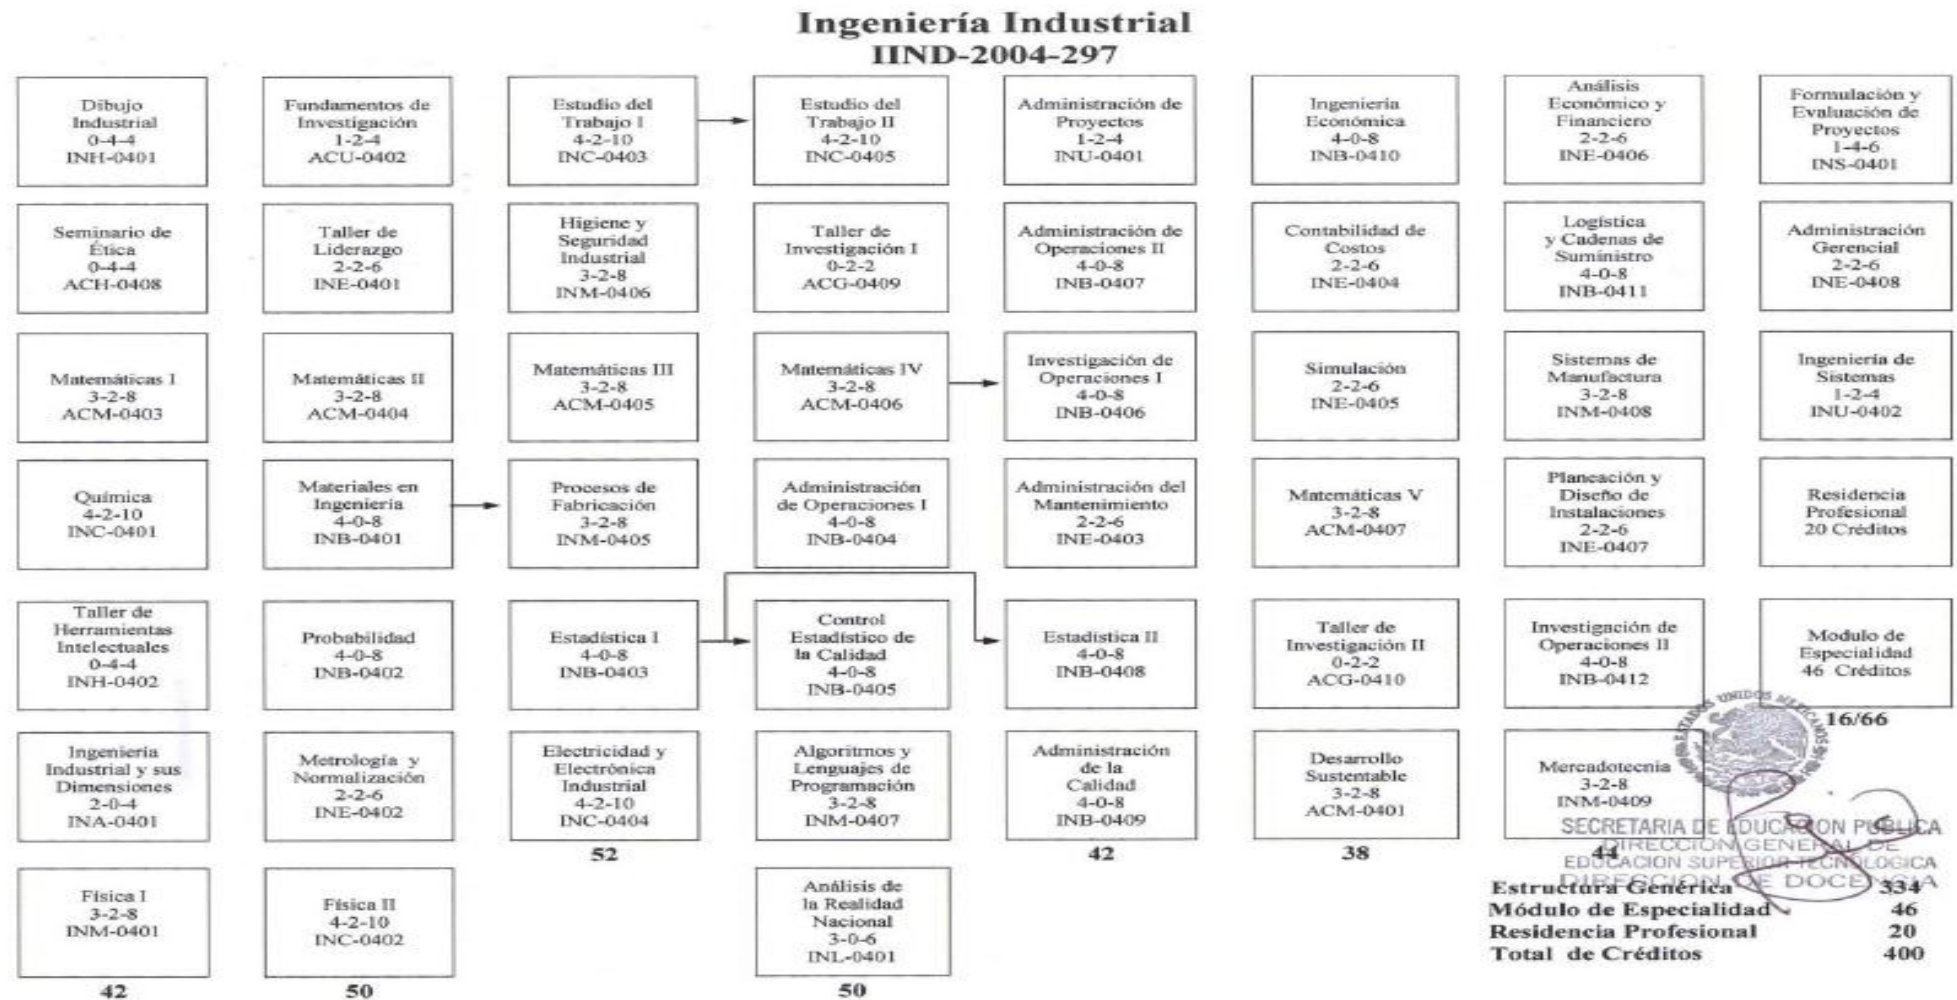 Ingeniería Industrial
IIND-2004-297
Dibujo
Industrial
0-4-4
INH-0401
Fundamentos de
Investigación
1-2-4
ACU-0402
Estudio del
Trabajo I
4-2-10
INC-0403
Estudio del
Trabajo II
4-2-10
INC-0405
Administración de
Proyectos
1-2-4
INU-0401
Ingeniería
Económica
4-0-8
INB-0410
Análisis
Económico y
Financiero
2-2-6
INE-0406
Formulación y
Evaluación de
Proyectos
1-4-6
INS-0401
Seminario de
Ética
0-4-4
ACH-0408
Taller de
Liderazgo
2-2-6
INE-0401
Higiene y
Seguridad
Industrial
3-2-8
INM-0406
Taller de
Investigación I
0-2-2
ACG-0409
Administración de
Operaciones II
4-0-8
INB-0407
Contabilidad de
Costos
2-2-6
INE-0404
Logística
y Cadenas de
Suministro
4-0-8
INB-0411
Administración
Gerencial
2-2-6
INE-0408
Matemáticas I
3-2-8
ACM-0403
Matemáticas II
3-2-8
ACM-0404
Matemáticas III
3-2-8
ACM-0405
Matemáticas IV
3-2-8
ACM-0406
Investigación de
Operaciones I
4-0-8
INB-0406
Simulación
2-2-6
INE-0405
Sistemas de
Manufactura
3-2-8
INM-0408
Ingeniería de
Sistemas
1-2-4
INU-0402
Química
4-2-10
INC-0401
Materiales en
Ingeniería
4-0-8
INB-0401
Procesos de
Fabricación
3-2-8
INM-0405
Administración
de Operaciones I
4-0-8
INB-0404
Administración del
Mantenimiento
2-2-6
INE-0403
Matemáticas V
3-2-8
ACM-0407
Planeación y
Diseño de
Instalaciones
2-2-6
INE-0407
Residencia
Profesional
20 Créditos
Taller de
Herramientas
Intelectuales
0-4-4
INH-0402
Probabilidad
4-0-8
INB-0402
Estadística I
4-0-8
INB-0403
Control
Estadístico de
la Calidad
4-0-8
INB-0405
Estadística II
4-0-8
INB-0408
Taller de
Investigación II
0-2-2
ACG-0410
Investigación de
Operaciones II
4-0-8
INB-0412
Modulo de
Especialidad
46 Créditos
16/66
Ingeniería
Industrial y sus
Dimensiones
2-0-4
INA-0401
Metrología y
Normalización
2-2-6
INE-0402
Electricidad y
Electrónica
Industrial
4-2-10
INC-0404
Algoritmos y
Lenguajes de
Programación
3-2-8
INM-0407
Administración
de la
Calidad
4-0-8
INB-0409
Desarrollo
Sustentable
3-2-8
ACM-0401
Mercadotecnia
3-2-8
INM-0409
ESTADOS UNIDOS MEXICANOS
SECRETARIA DE EDUCACION PUBLICA
DIRECCION GENERAL DE
EDUCACION SUPERIOR TECNOLOGICA
DIRECCION DE DOCENCIA
52
42
38
44
Física I
3-2-8
INM-0401
Física II
4-2-10
INC-0402
Análisis de
la Realidad
Nacional
3-0-6
INL-0401
42
50
50
Estructura Genérica 334
Módulo de Especialidad 46
Residencia Profesional 20
Total de Créditos 400